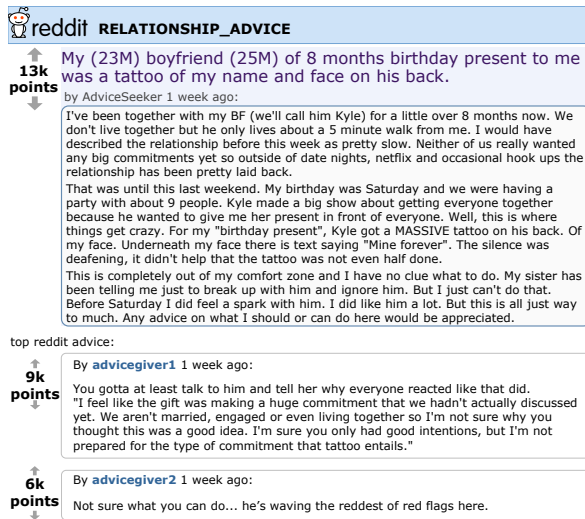 reddit RELATIONSHIP_ADVICE
13k
points
My (23M) boyfriend (25M) of 8 months birthday present to me
was a tattoo of my name and face on his back.
by AdviceSeeker 1 week ago:
I've been together with my BF (we'll call him Kyle) for a little over 8 months now. We
don't live together but he only lives about a 5 minute walk from me. I would have
described the relationship before this week as pretty slow. Neither of us really wanted
any big commitments yet so outside of date nights, netflix and occasional hook ups the
relationship has been pretty laid back.
That was until this last weekend. My birthday was Saturday and we were having a
party with about 9 people. Kyle made a big show about getting everyone together
because he wanted to give me her present in front of everyone. Well, this is where
things get crazy. For my "birthday present", Kyle got a MASSIVE tattoo on his back. Of
my face. Underneath my face there is text saying "Mine forever". The silence was
deafening, it didn't help that the tattoo was not even half done.
This is completely out of my comfort zone and I have no clue what to do. My sister has
been telling me just to break up with him and ignore him. But I just can't do that.
Before Saturday I did feel a spark with him. I did like him a lot. But this is all just way
to much. Any advice on what I should or can do here would be appreciated.
top reddit advice:
9k
points
By advicegiver1 1 week ago:
You gotta at least talk to him and tell her why everyone reacted like that did.
"I feel like the gift was making a huge commitment that we hadn't actually discussed
yet. We aren't married, engaged or even living together so I'm not sure why you
thought this was a good idea. I'm sure you only had good intentions, but I'm not
prepared for the type of commitment that tattoo entails."
6k
points
By advicegiver2 1 week ago:
Not sure what you can do... he's waving the reddest of red flags here.